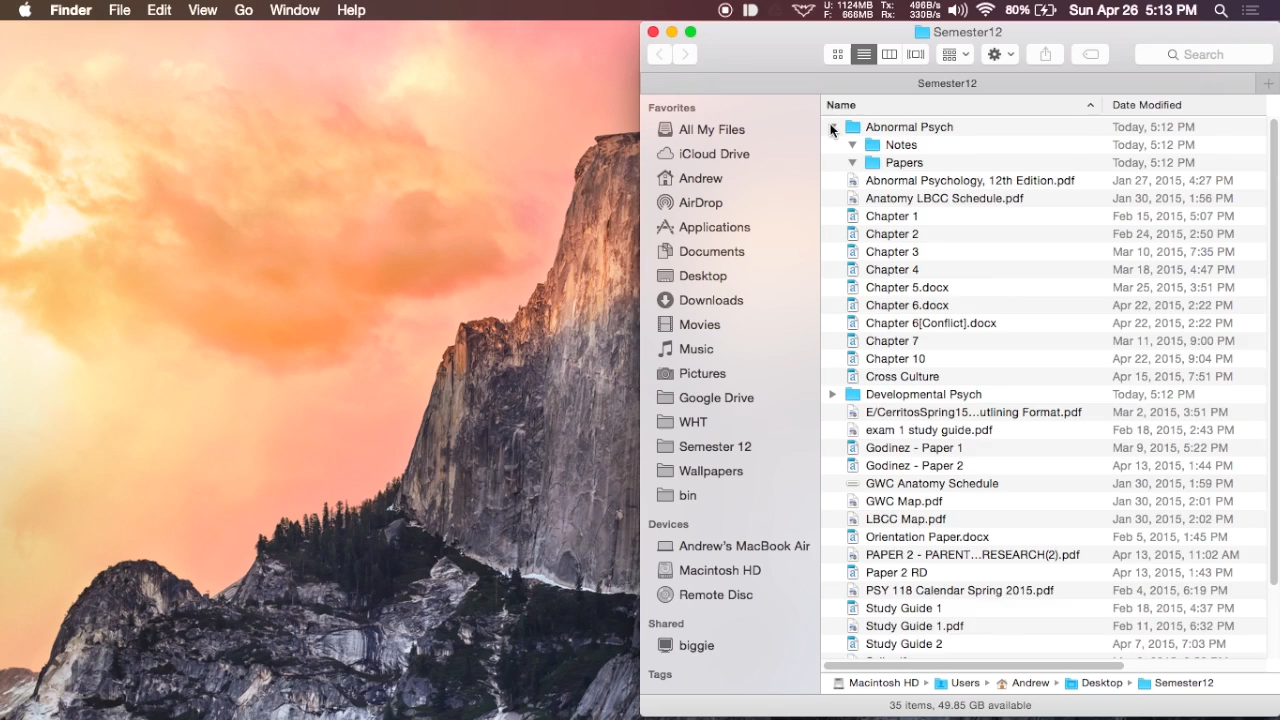 Finder File Edit View Go Window Help
U: 1124MB Tx: 486B/s
F: 666MB Rx: 330B/s
80% Sun Apr 26 5:13 PM
Semester12
Search
Semester12
Favorites
All My Files
iCloud Drive
Andrew
AirDrop
Applications
Documents
Desktop
Downloads
Movies
Music
Pictures
Google Drive
WHT
Semester 12
Wallpapers
bin
Devices
Andrew's MacBook Air
Macintosh HD
Remote Disc
Shared
biggie
Tags
Name Date Modified
Abnormal Psych Today, 5:12 PM
Notes Today, 5:12 PM
Papers Today, 5:12 PM
Abnormal Psychology, 12th Edition.pdf Jan 27, 2015, 4:27 PM
Anatomy LBCC Schedule.pdf Jan 30, 2015, 1:56 PM
Chapter 1 Feb 15, 2015, 5:07 PM
Chapter 2 Feb 24, 2015, 2:50 PM
Chapter 3 Mar 10, 2015, 7:35 PM
Chapter 4 Mar 18, 2015, 4:47 PM
Chapter 5.docx Mar 25, 2015, 3:51 PM
Chapter 6.docx Apr 22, 2015, 2:22 PM
Chapter 6[Conflict].docx Apr 22, 2015, 2:22 PM
Chapter 7 Mar 11, 2015, 9:00 PM
Chapter 10 Apr 22, 2015, 9:04 PM
Cross Culture Apr 15, 2015, 7:51 PM
Developmental Psych Today, 5:12 PM
E/CerritosSpring15...utlining Format.pdf Mar 2, 2015, 3:51 PM
exam 1 study guide.pdf Feb 18, 2015, 2:43 PM
Godinez - Paper 1 Mar 9, 2015, 5:22 PM
Godinez - Paper 2 Apr 13, 2015, 1:44 PM
GWC Anatomy Schedule Jan 30, 2015, 1:59 PM
GWC Map.pdf Jan 30, 2015, 2:01 PM
LBCC Map.pdf Jan 30, 2015, 2:02 PM
Orientation Paper.docx Feb 5, 2015, 1:45 PM
PAPER 2 - PARENT...RESEARCH(2).pdf Apr 13, 2015, 11:02 AM
Paper 2 RD Apr 13, 2015, 1:43 PM
PSY 118 Calendar Spring 2015.pdf Feb 4, 2015, 6:19 PM
Study Guide 1 Feb 18, 2015, 4:37 PM
Study Guide 1.pdf Feb 11, 2015, 6:32 PM
Study Guide 2 Apr 7, 2015, 7:03 PM
Macintosh HD Users Andrew Desktop Semester12
35 items, 49.85 GB available